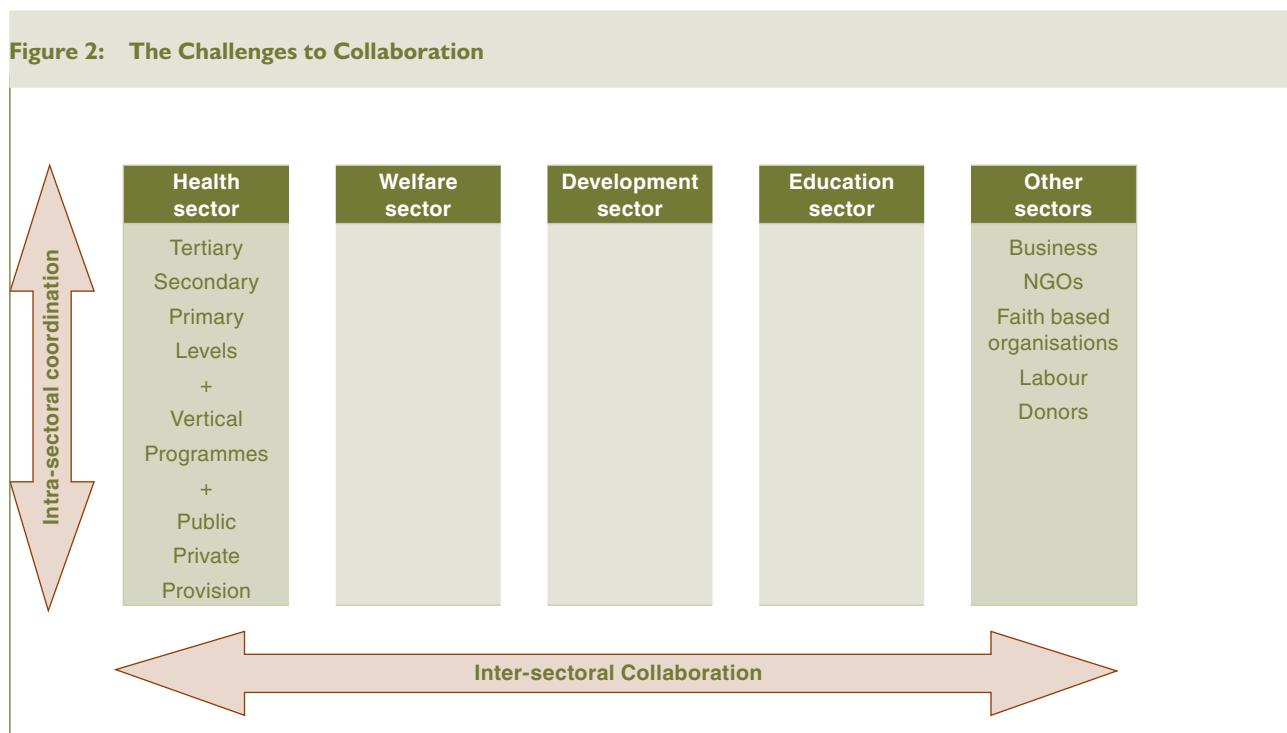 Figure 2: The Challenges to Collaboration
Intra-sectoral coordination
Health
sector
Tertiary
Secondary
Primary
Levels
+
Vertical
Programmes
+
Public
Private
Provision
Welfare
sector
Development
sector
Education
sector
Other
sectors
Business
NGOs
Faith based
organisations
Labour
Donors
Inter-sectoral Collaboration